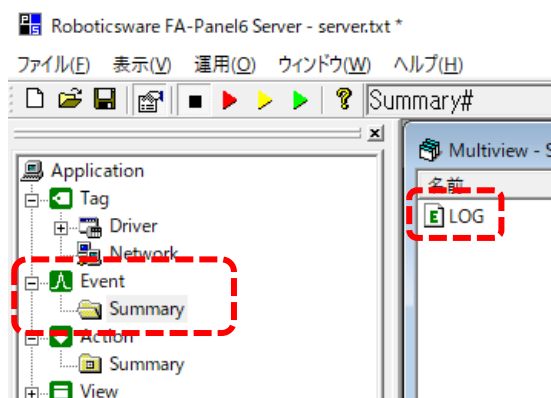 Roboticsware FA-Panel6 Server - server.txt *
ファイル(F) 表示(V) 運用(O) ウィンドウ(W) ヘルプ(H)
Summary#
Application
Tag
Driver
Network
Event
Summary
Action
Summary
View
Multiview - S
名前
E LOG